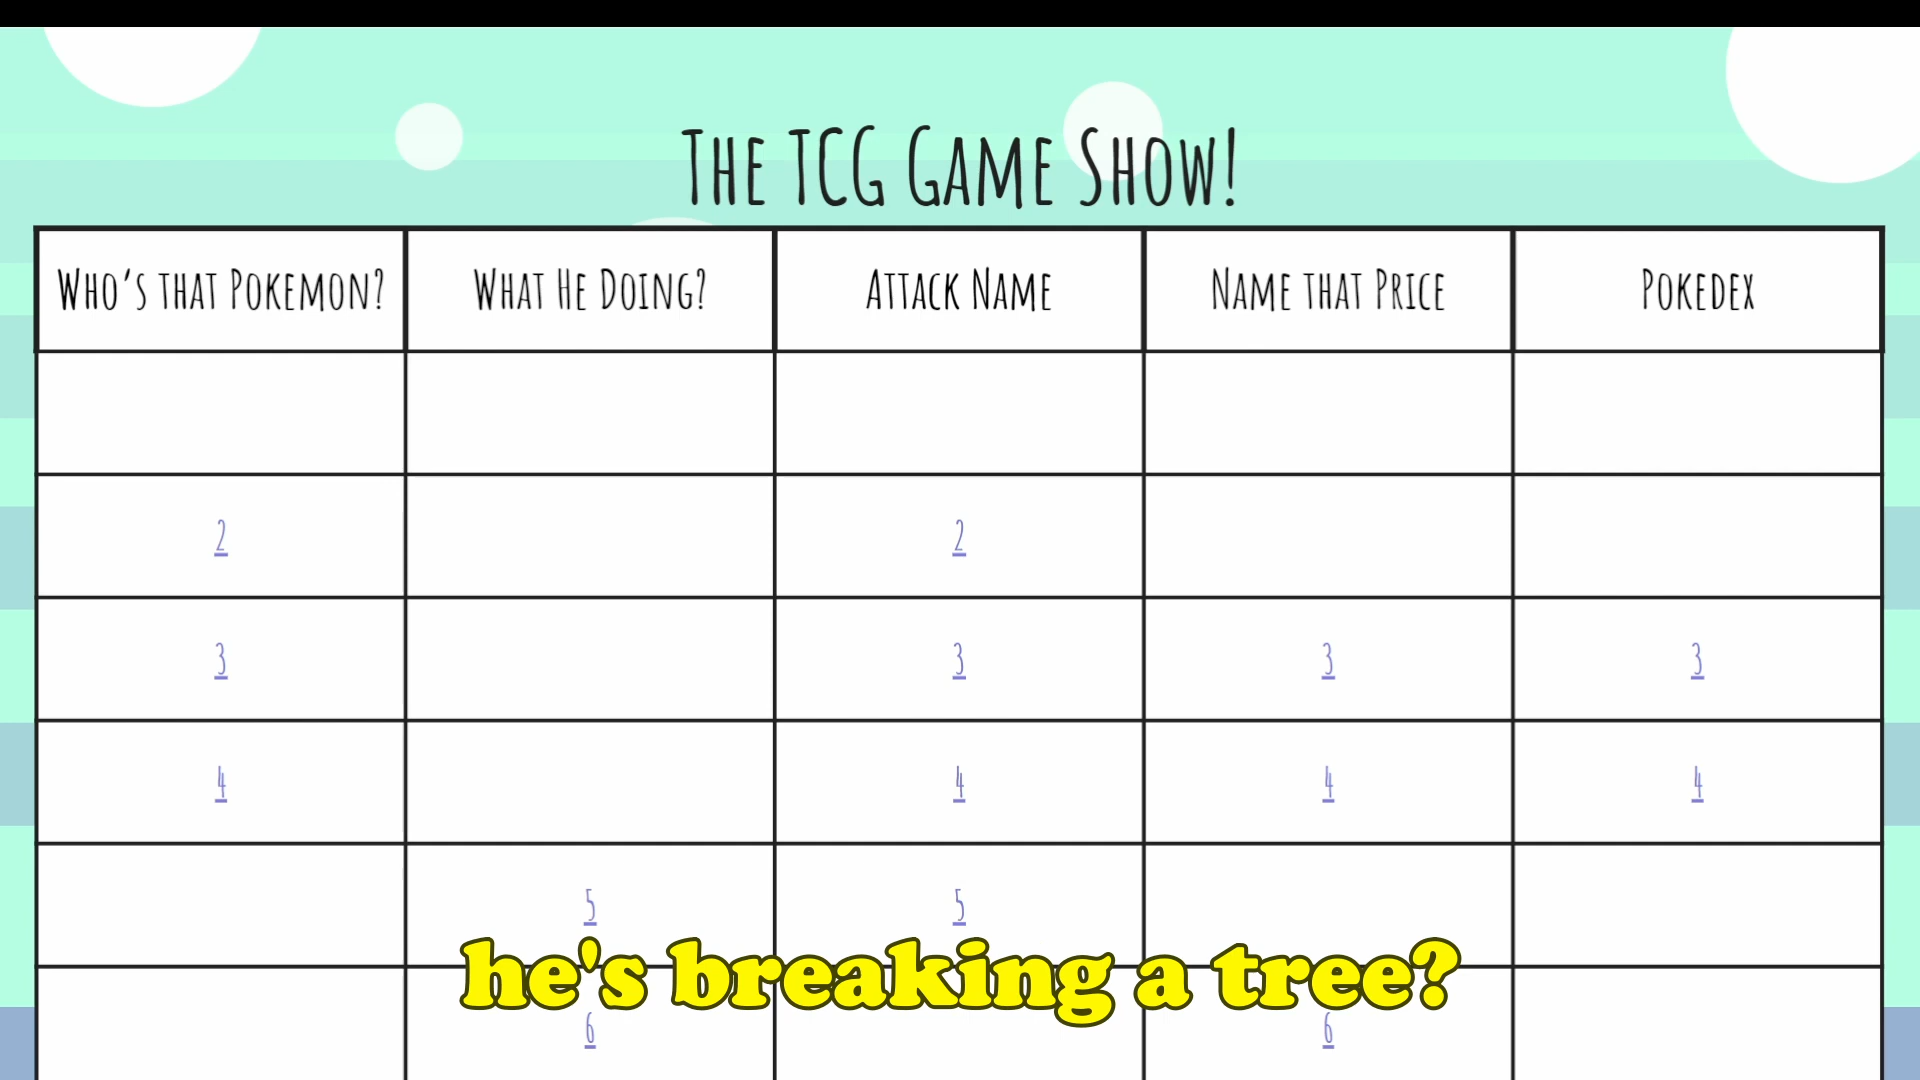 The TCG Game Show!
Who's that Pokemon? What He Doing? Attack Name Name that Price Pokedex
2 2
3 3 3 3
4 4 4 4
5 5
he's breaking a tree?
6 6